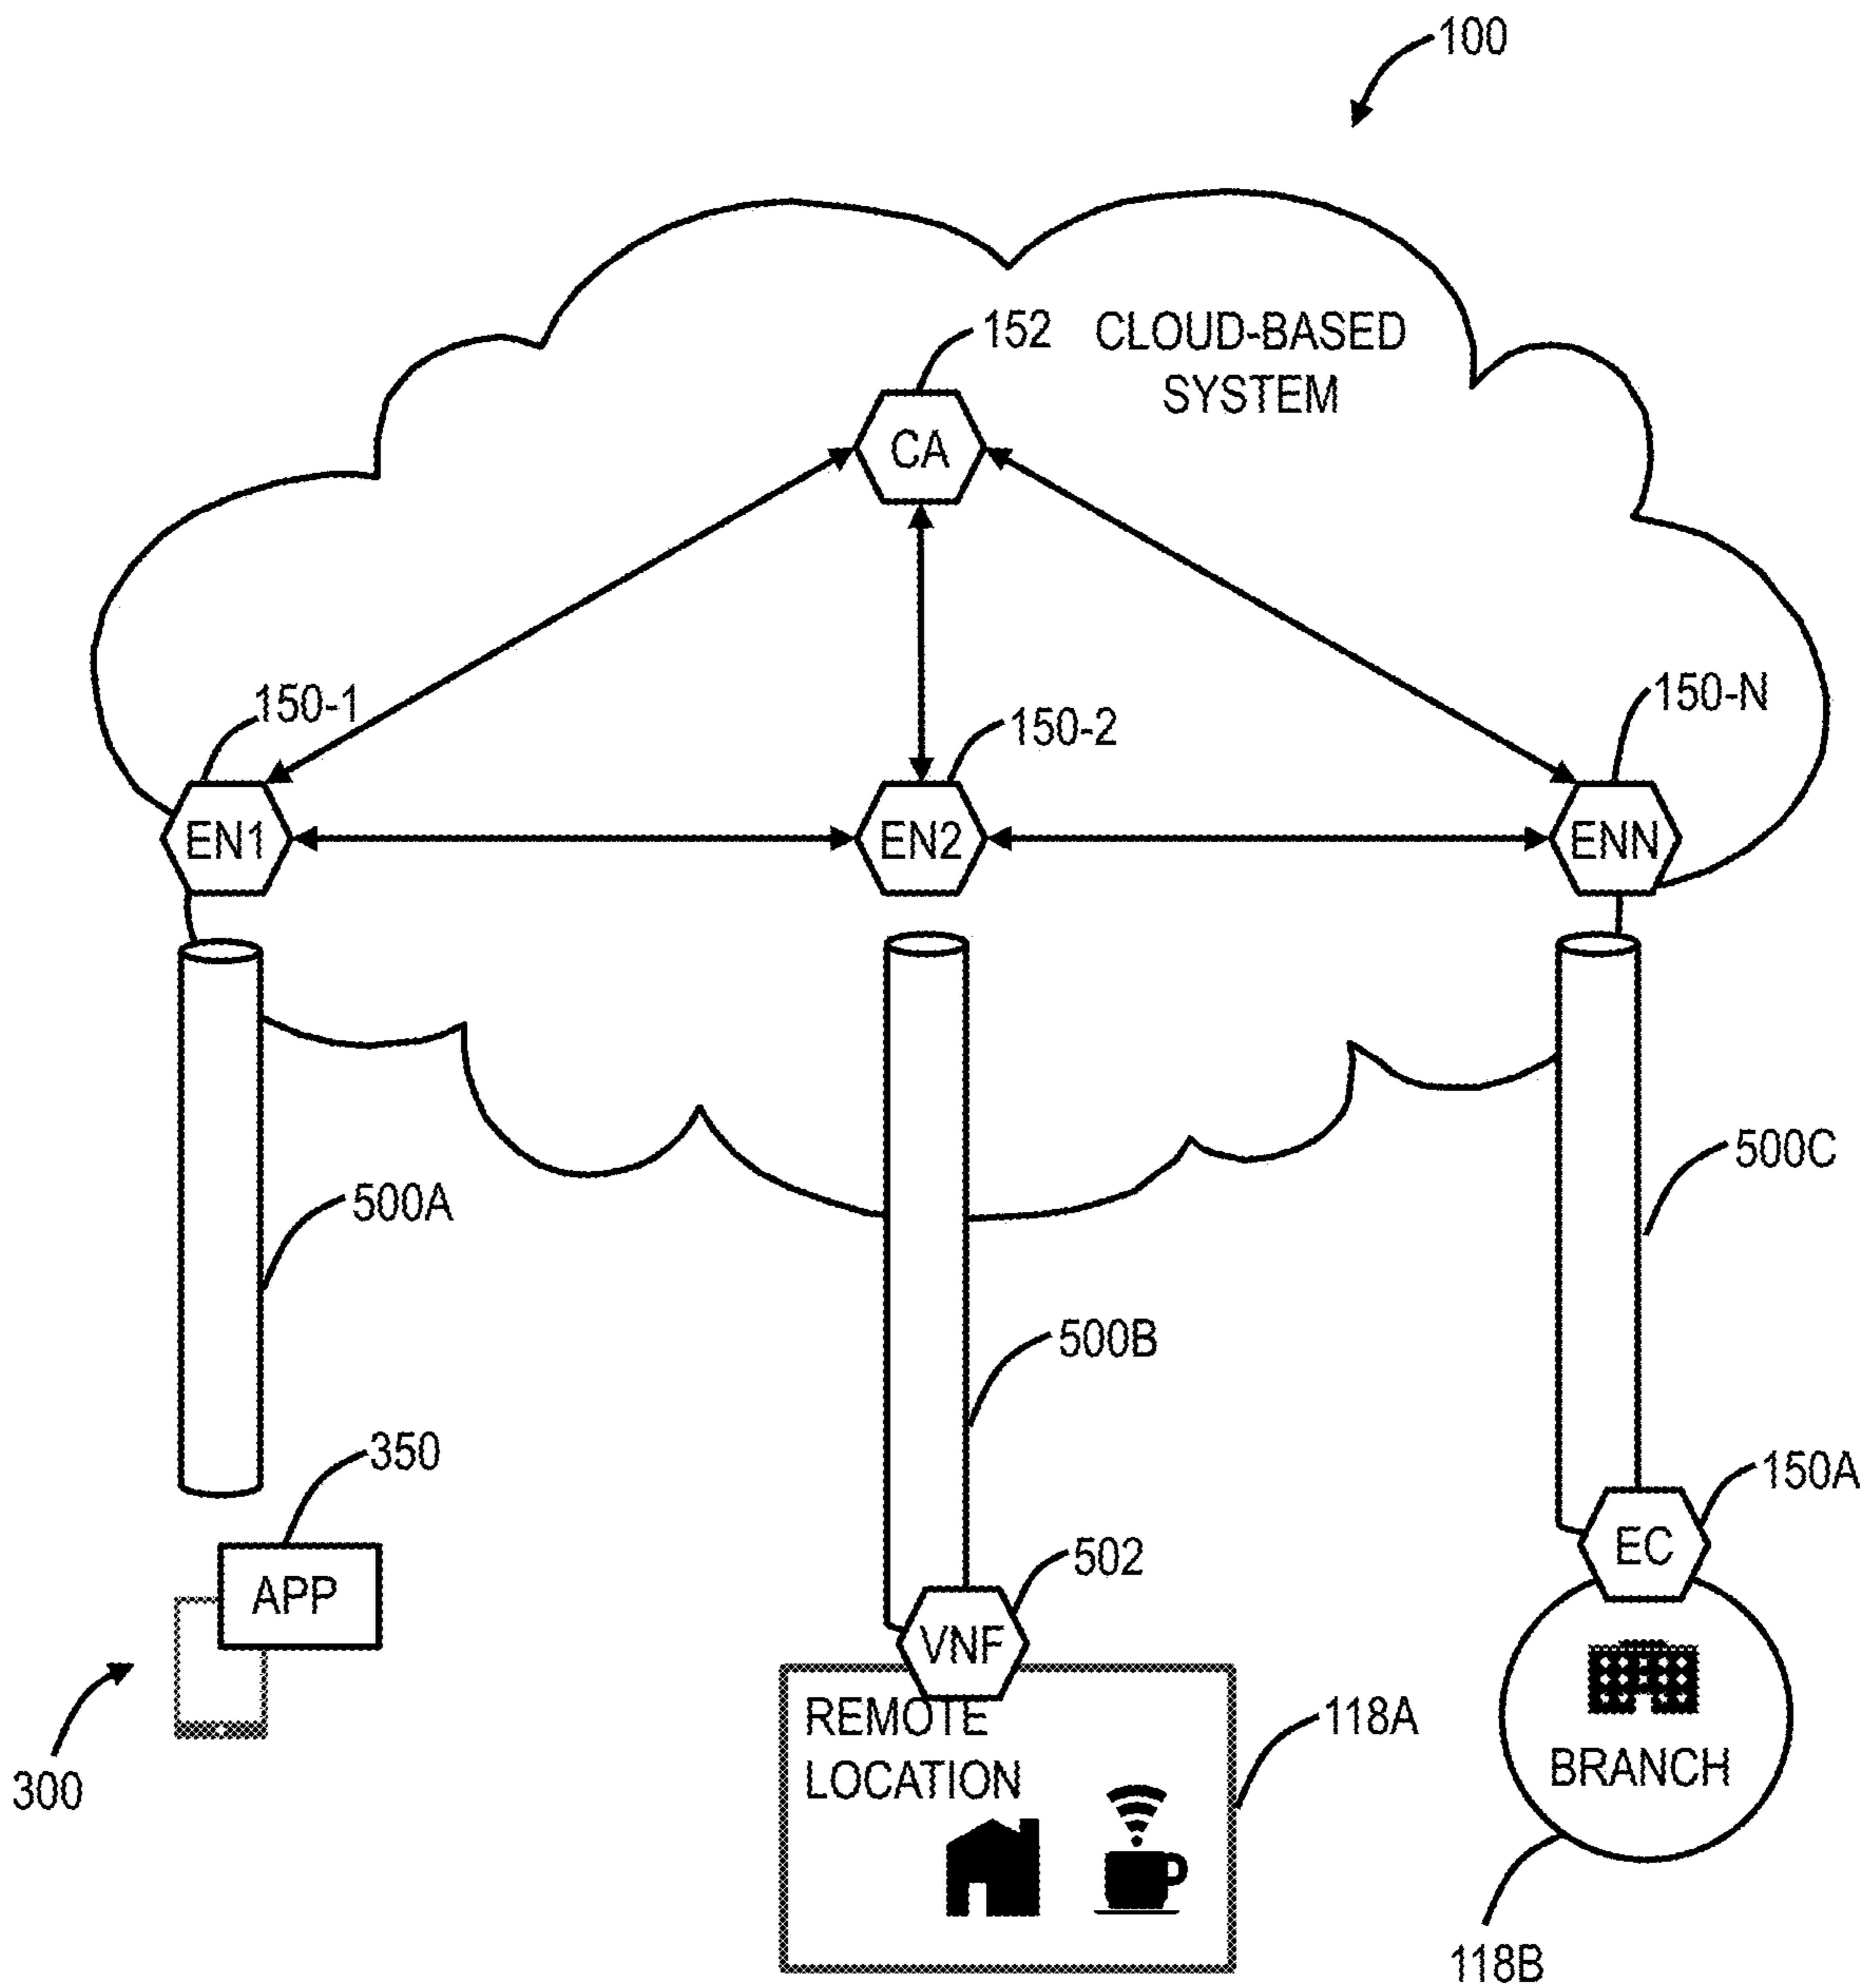 100
152
CLOUD-BASED
SYSTEM
CA
150-1
150-2
150-N
EN1
EN2
ENN
500A
500B
500C
350
APP
300
502
VNF
150A
EC
REMOTE
LOCATION
118A
BRANCH
118B